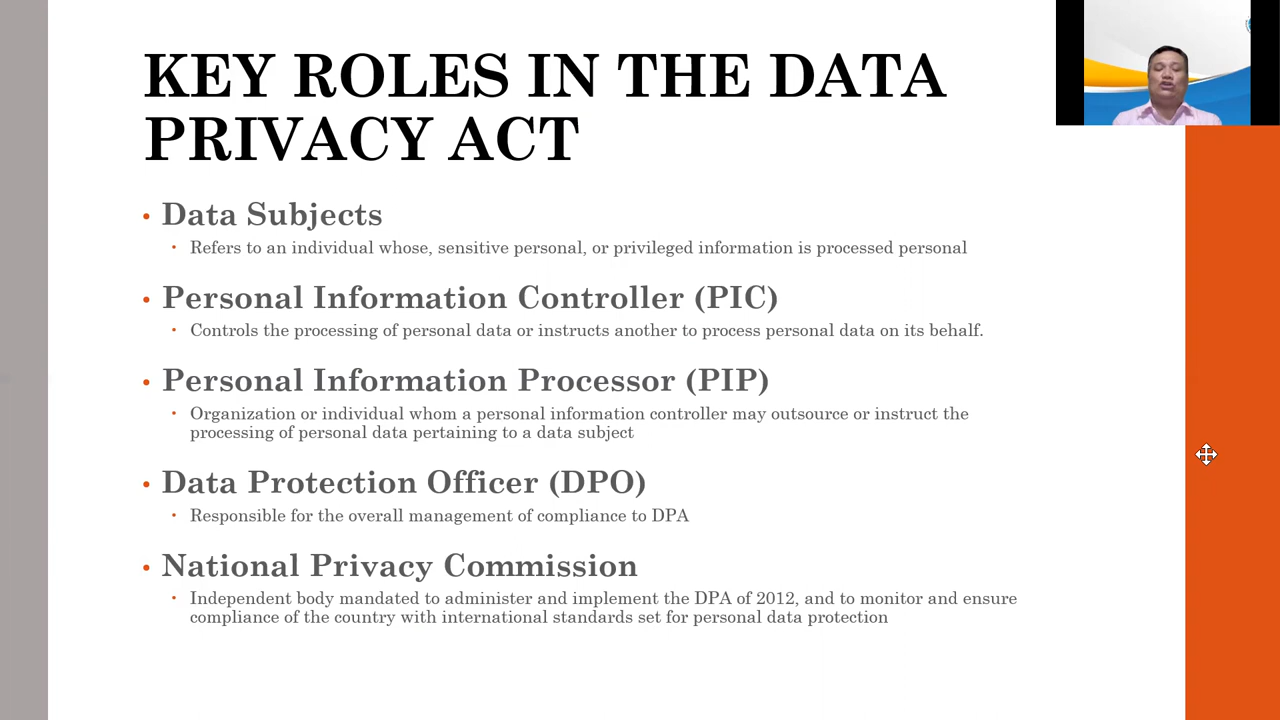 KEY ROLES IN THE DATA
PRIVACY ACT
• Data Subjects
• Refers to an individual whose, sensitive personal, or privileged information is processed personal
• Personal Information Controller (PIC)
• Controls the processing of personal data or instructs another to process personal data on its behalf.
• Personal Information Processor (PIP)
• Organization or individual whom a personal information controller may outsource or instruct the
processing of personal data pertaining to a data subject
• Data Protection Officer (DPO)
• Responsible for the overall management of compliance to DPA
• National Privacy Commission
• Independent body mandated to administer and implement the DPA of 2012, and to monitor and ensure
compliance of the country with international standards set for personal data protection